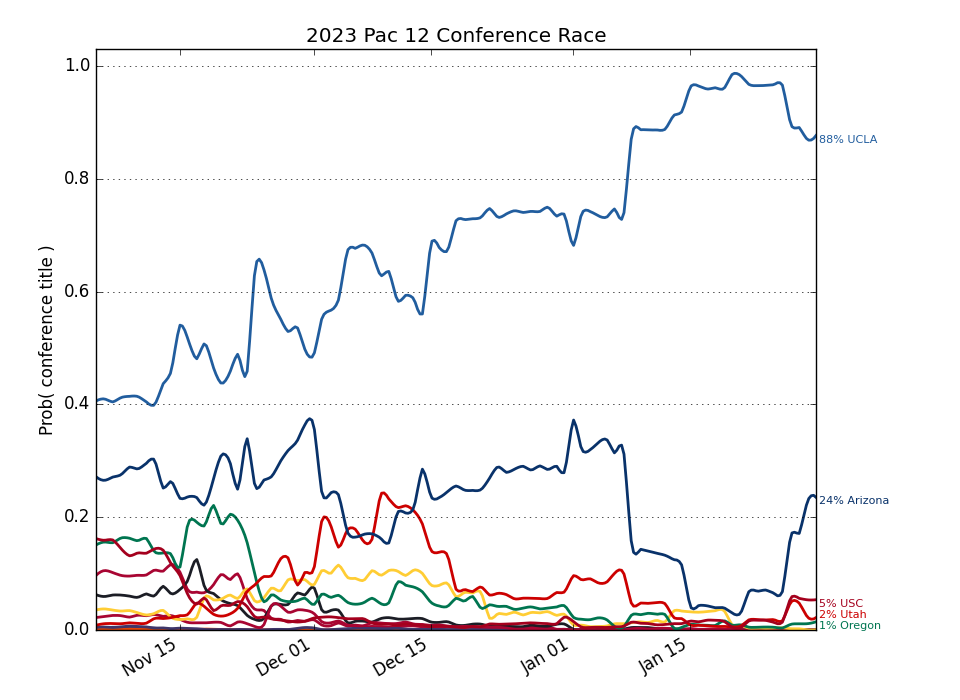 2023 Pac 12 Conference Race
Prob( conference title )
1.0
0.8
0.6
0.4
0.2
0.0
88% UCLA
24% Arizona
5% USC
2% Utah
1% Oregon
Nov 15
Dec 01
Dec 15
Jan 01
Jan 15